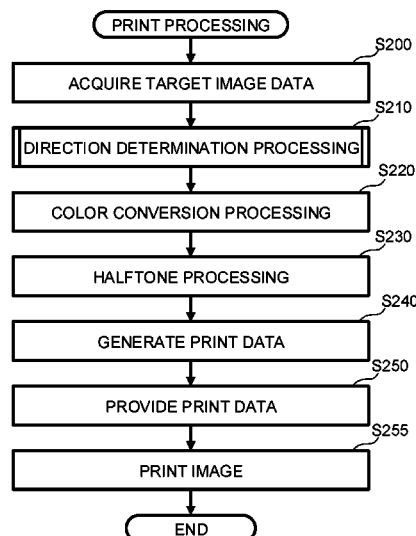 PRINT PROCESSING
S200
ACQUIRE TARGET IMAGE DATA
S210
DIRECTION DETERMINATION PROCESSING
S220
COLOR CONVERSION PROCESSING
S230
HALFTONE PROCESSING
S240
GENERATE PRINT DATA
S250
PROVIDE PRINT DATA
S255
PRINT IMAGE
END